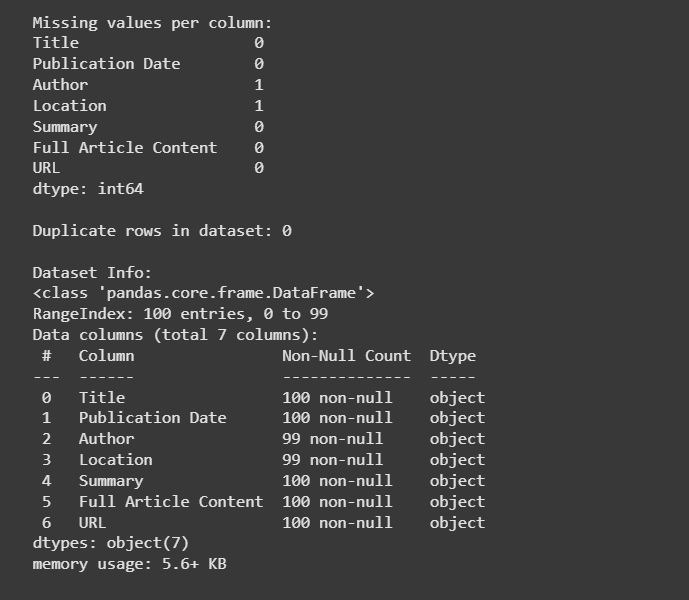 Missing values per column:
Title                   0
Publication Date        0
Author                  1
Location                1
Summary                 0
Full Article Content    0
URL                     0
dtype: int64

Duplicate rows in dataset: 0

Dataset Info:
<class 'pandas.core.frame.DataFrame'>
RangeIndex: 100 entries, 0 to 99
Data columns (total 7 columns):
 #   Column                Non-Null Count  Dtype
---  ------                --------------  -----
 0   Title                 100 non-null    object
 1   Publication Date      100 non-null    object
 2   Author                99 non-null     object
 3   Location              99 non-null     object
 4   Summary               100 non-null    object
 5   Full Article Content  100 non-null    object
 6   URL                   100 non-null    object
dtypes: object(7)
memory usage: 5.6+ KB